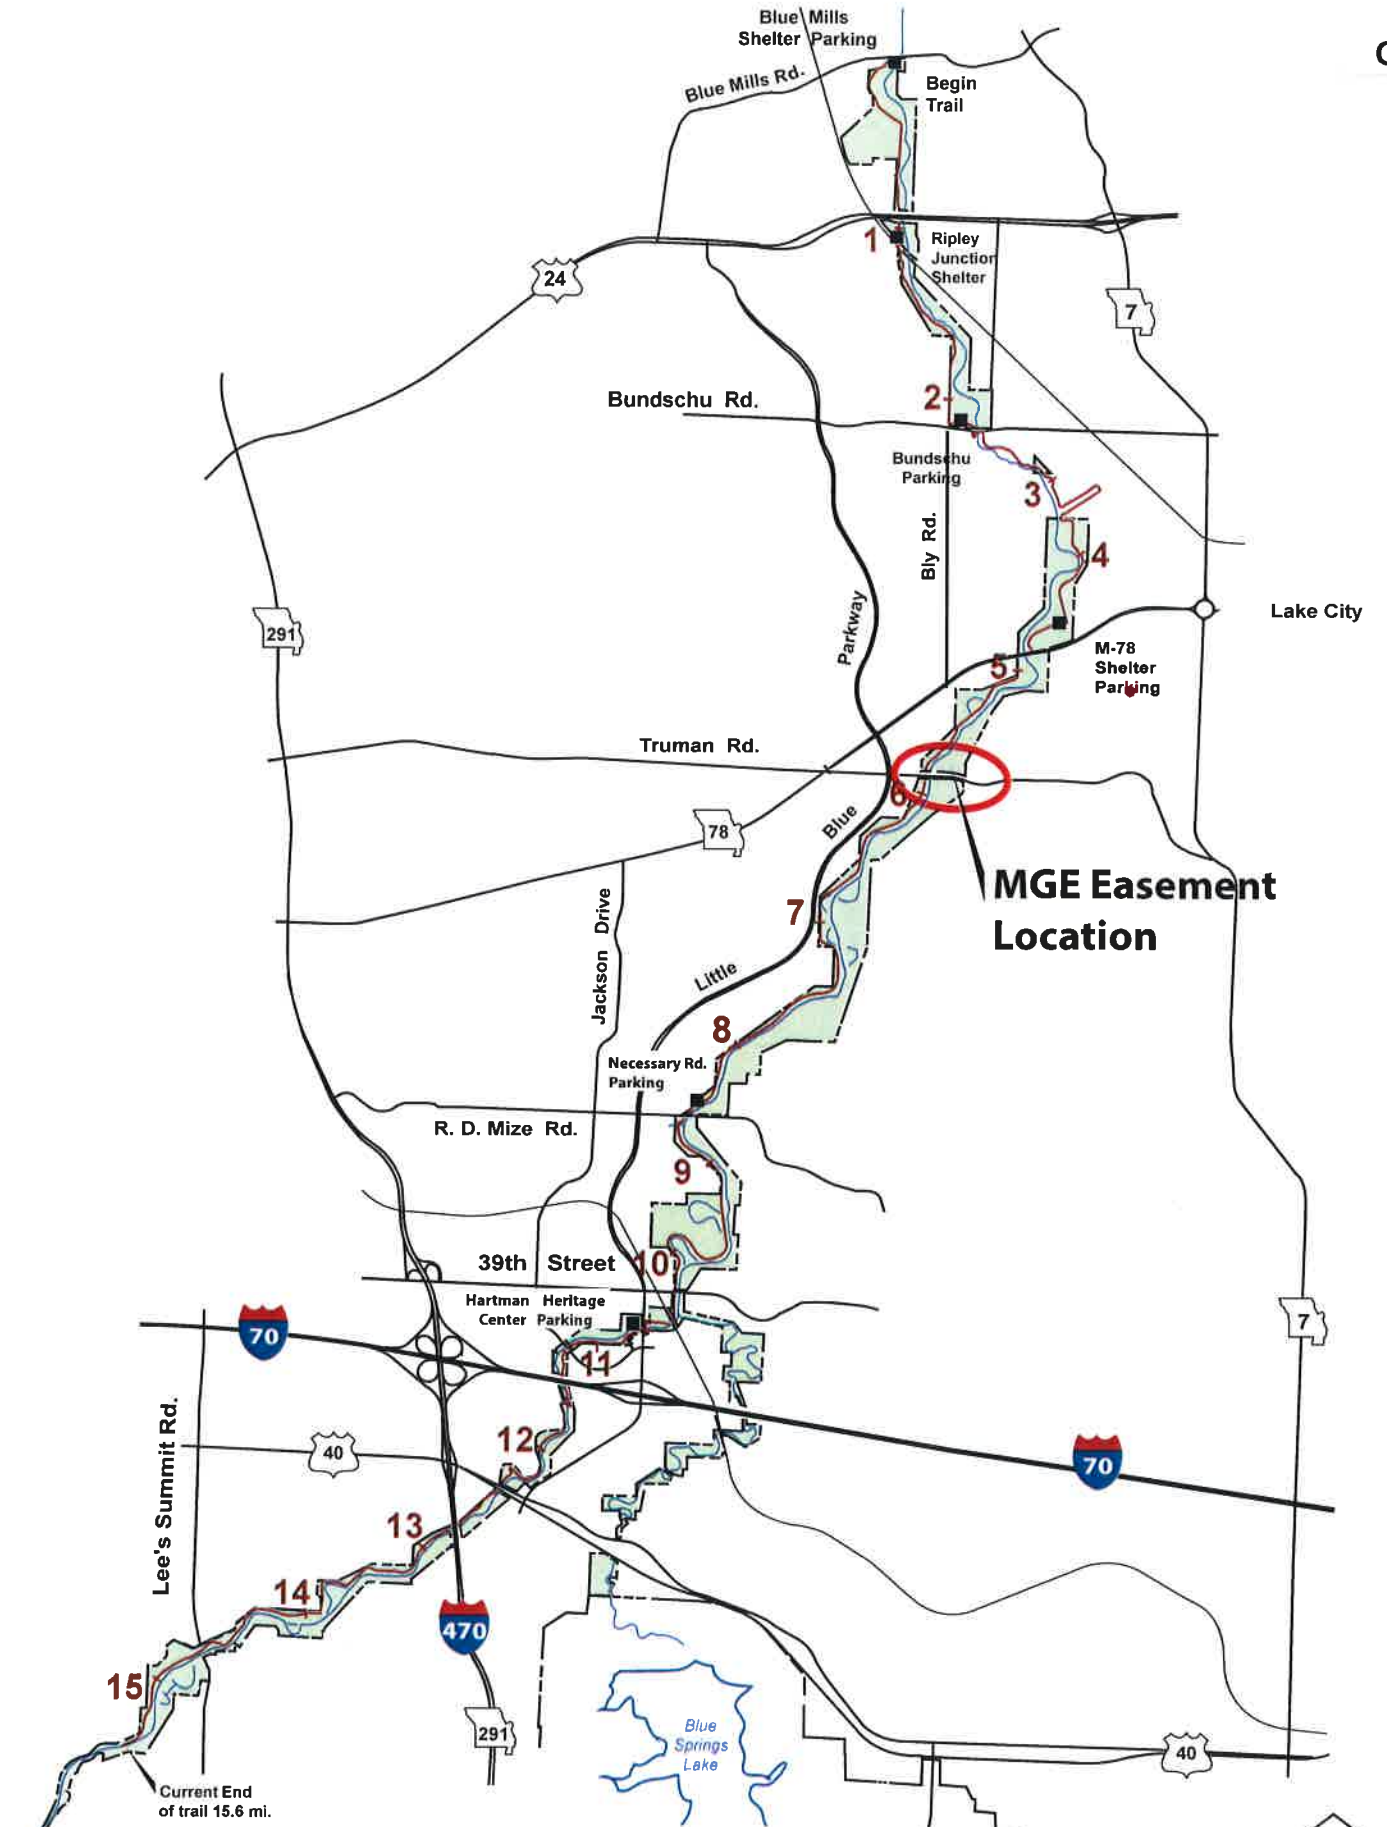 Blue Mills
Shelter Parking
Blue Mills Rd.
Begin
Trail
1
Ripley
Junction
Shelter
24
7
Bundschu Rd.
2
Bundschu
Parking
3
Bly Rd.
4
291
Parkway
Lake City
M-78
Shelter
Parking
5
Truman Rd.
6
78
Blue
MGE Easement
Location
7
Jackson Drive
Little
8
Necessary Rd.
Parking
R. D. Mize Rd.
9
39th Street
10
Hartman Heritage
Center Parking
70
7
11
Lee's Summit Rd.
12
40
70
13
14
470
15
291
Blue
Springs
Lake
40
Current End
of trail 15.6 mi.